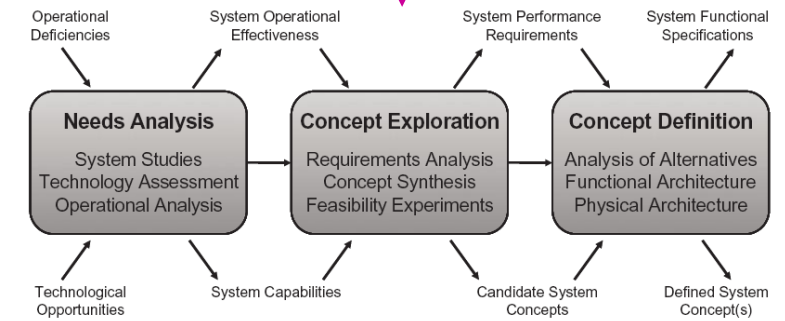 Operational
Deficiencies
System Operational
Effectiveness
System Performance
Requirements
System Functional
Specifications
Needs Analysis
System Studies
Technology Assessment
Operational Analysis
Concept Exploration
Requirements Analysis
Concept Synthesis
Feasibility Experiments
Concept Definition
Analysis of Alternatives
Functional Architecture
Physical Architecture
Technological
Opportunities
System Capabilities
Candidate System
Concepts
Defined System
Concept(s)